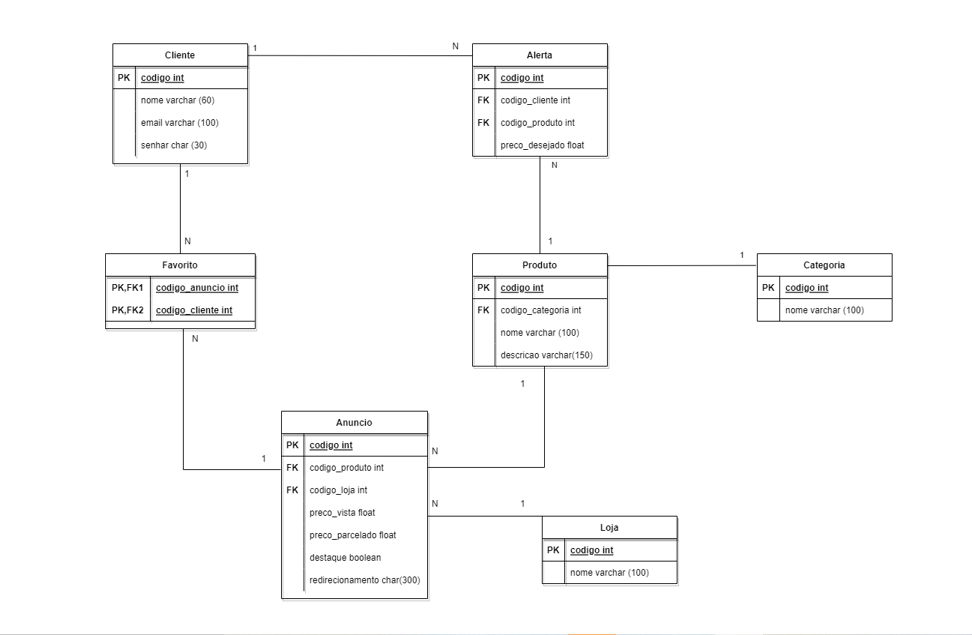 Cliente
PK codigo int
nome varchar (60)
email varchar (100)
senhar char (30)
1
N
Alerta
PK codigo int
FK codigo_cliente int
FK codigo_produto int
preco_desejado float
1
N
N
1
Favorito
PK,FK1 codigo_anuncio int
PK,FK2 codigo_cliente int
Produto
PK codigo int
FK codigo_categoria int
nome varchar (100)
descricao varchar(150)
1
Categoria
PK codigo int
nome varchar (100)
N
1
1
N
Anuncio
PK codigo int
FK codigo_produto int
FK codigo_loja int
preco_vista float
preco_parcelado float
destaque boolean
redirecionamento char(300)
N
1
Loja
PK codigo int
nome varchar (100)